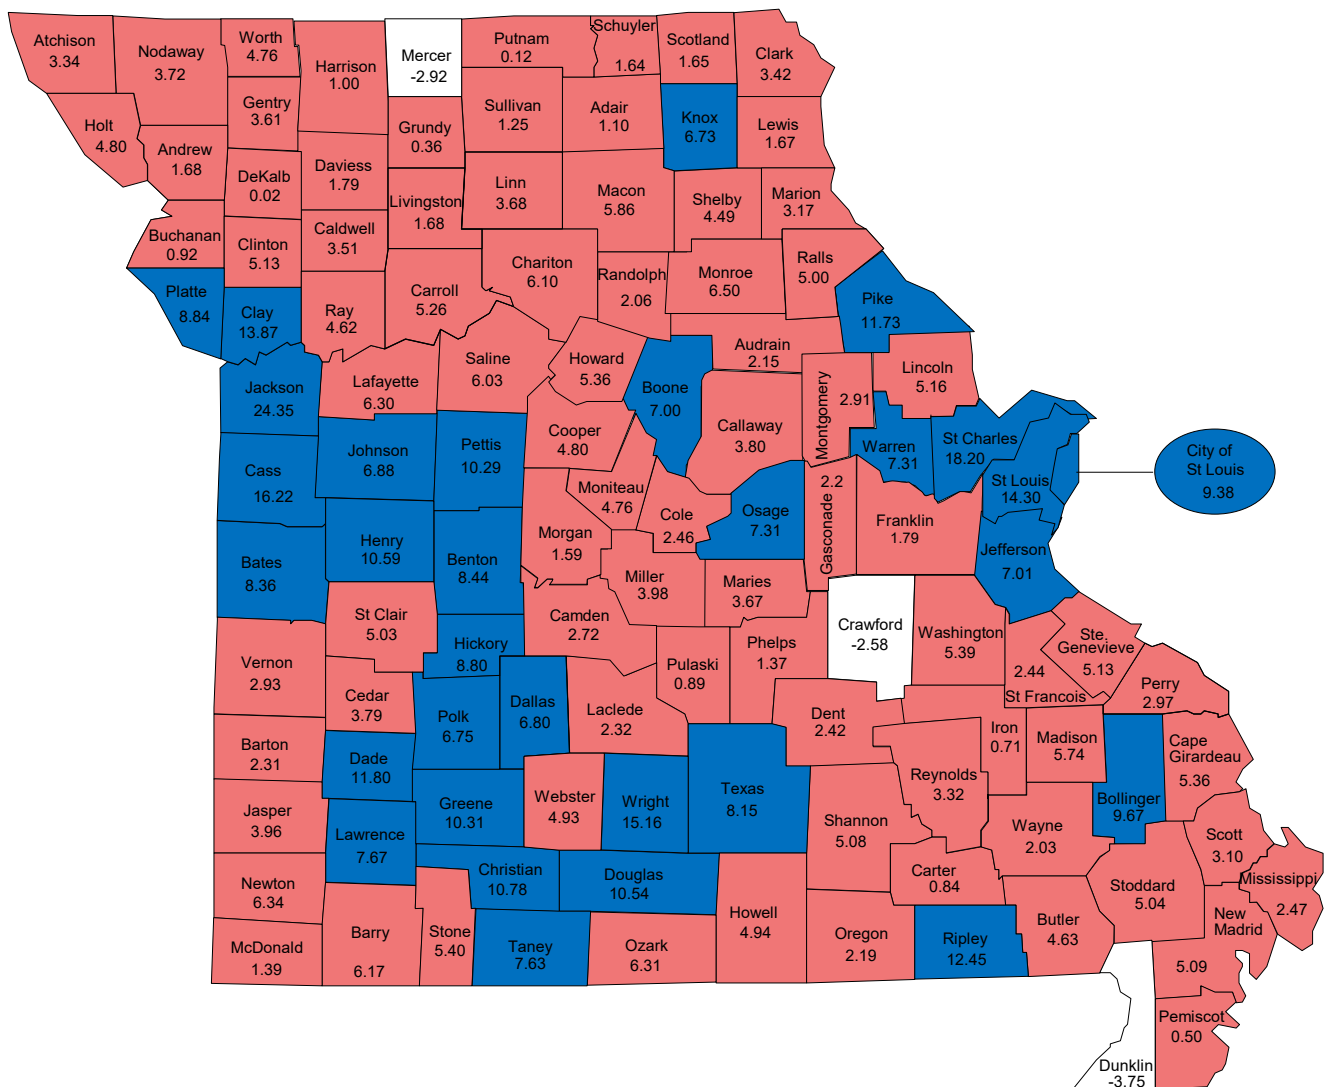 Atchison
3.34
Nodaway
3.72
Worth
4.76
Harrison
1.00
Mercer
-2.92
Putnam
0.12
Schuyler
1.64
Scotland
1.65
Clark
3.42
Holt
4.80
Andrew
1.68
Gentry
3.61
DeKalb
0.02
Daviess
1.79
Grundy
0.36
Sullivan
1.25
Adair
1.10
Knox
6.73
Lewis
1.67
Livingston
1.68
Linn
3.68
Macon
5.86
Shelby
4.49
Marion
3.17
Buchanan
0.92
Clinton
5.13
Caldwell
3.51
Chariton
6.10
Randolph
2.06
Monroe
6.50
Ralls
5.00
Platte
8.84
Clay
13.87
Ray
4.62
Carroll
5.26
Pike
11.73
Audrain
2.15
Lincoln
5.16
Jackson
24.35
Lafayette
6.30
Saline
6.03
Howard
5.36
Boone
7.00
Callaway
3.80
Montgomery
2.91
Warren
7.31
St Charles
18.20
St Louis
14.30
City of
St Louis
9.38
Cass
16.22
Johnson
6.88
Pettis
10.29
Cooper
4.80
Moniteau
4.76
Cole
2.46
Osage
7.31
Gasconade
2.2
Franklin
1.79
Jefferson
7.01
Bates
8.36
Henry
10.59
Benton
8.44
Morgan
1.59
Miller
3.98
Maries
3.67
St Clair
5.03
Hickory
8.80
Camden
2.72
Pulaski
0.89
Phelps
1.37
Crawford
-2.58
Washington
5.39
2.44
St Francois
Ste.
Genevieve
5.13
Perry
2.97
Vernon
2.93
Cedar
3.79
Polk
6.75
Dallas
6.80
Laclede
2.32
Dent
2.42
Iron
0.71
Madison
5.74
Bollinger
9.67
Cape
Girardeau
5.36
Barton
2.31
Dade
11.80
Greene
10.31
Webster
4.93
Wright
15.16
Texas
8.15
Reynolds
3.32
Shannon
5.08
Wayne
2.03
Jasper
3.96
Lawrence
7.67
Christian
10.78
Douglas
10.54
Carter
0.84
Stoddard
5.04
Scott
3.10
Mississippi
2.47
Newton
6.34
Barry
6.17
Stone
5.40
Taney
7.63
Ozark
6.31
Howell
4.94
Oregon
2.19
Ripley
12.45
Butler
4.63
New
Madrid
5.09
McDonald
1.39
Pemiscot
0.50
Dunklin
-3.75